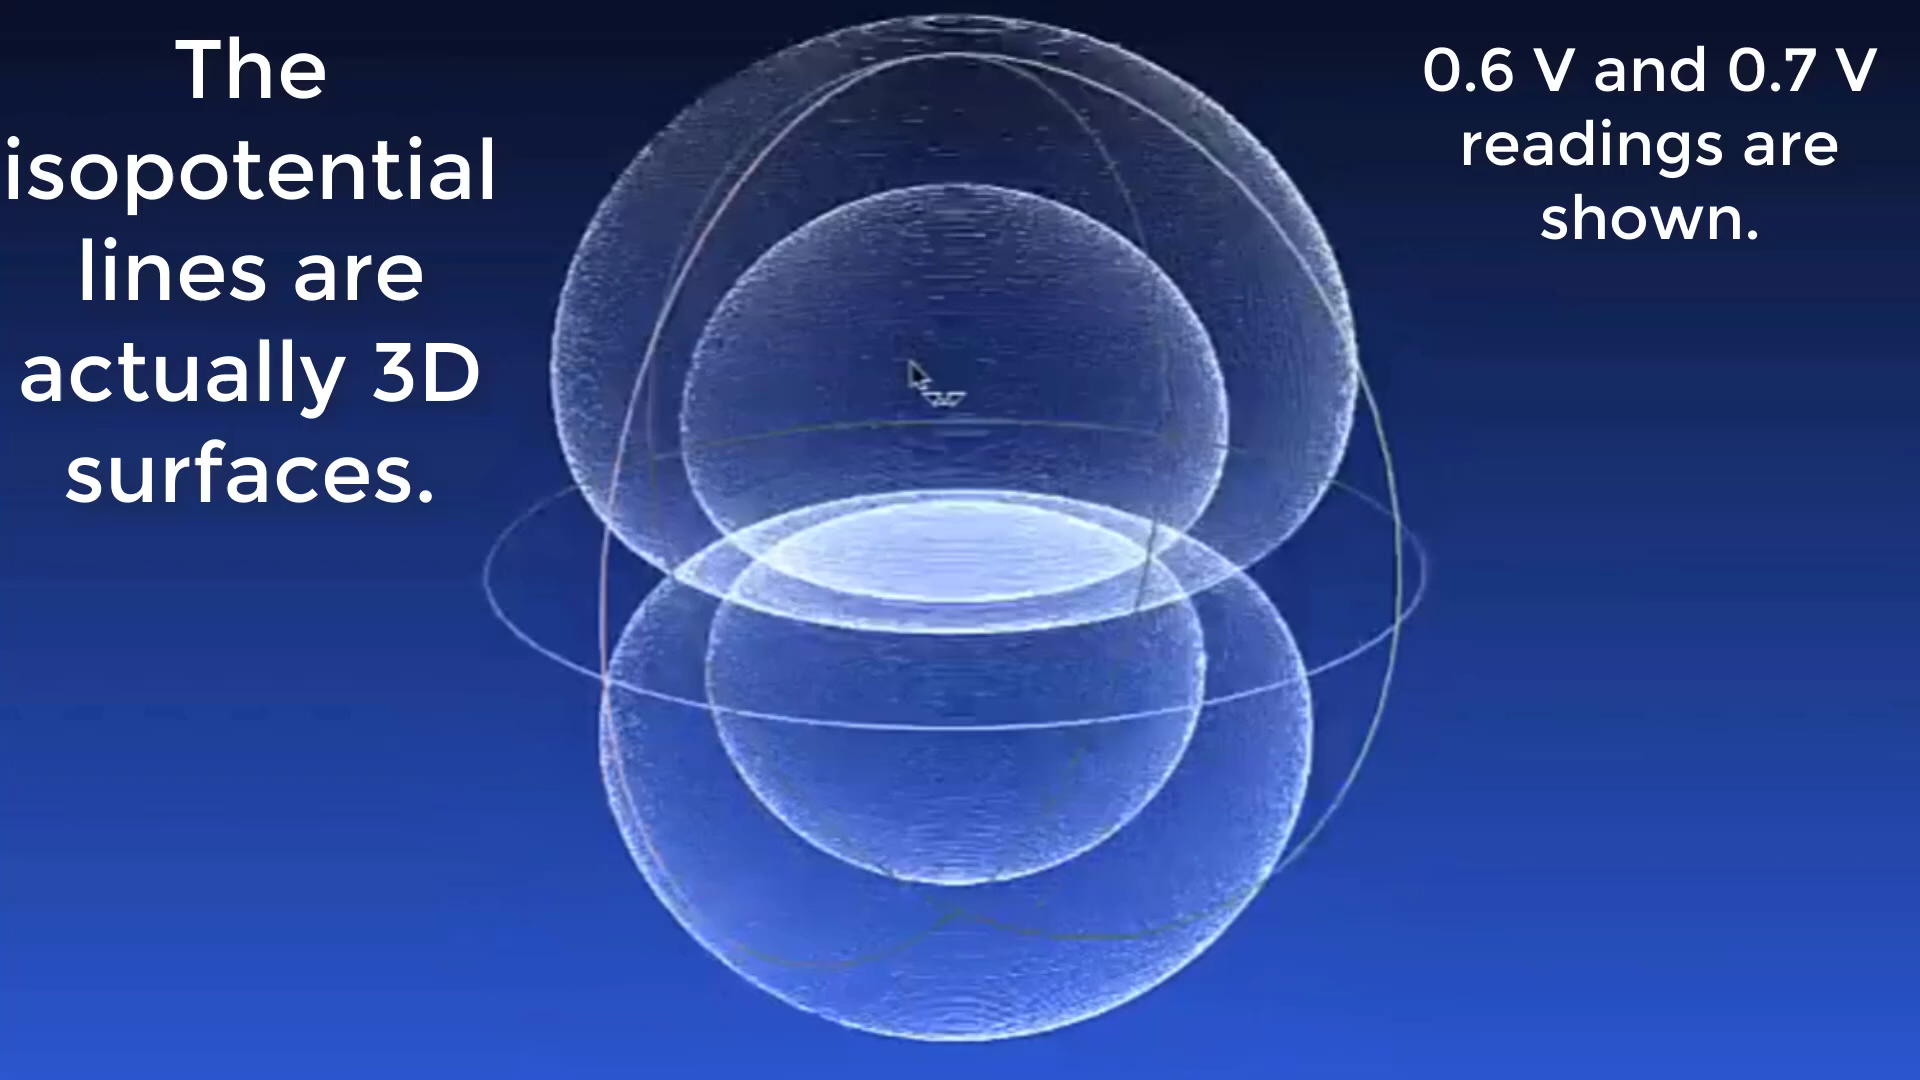 The
isopotential
lines are
actually 3D
surfaces.
0.6 V and 0.7 V
readings are
shown.